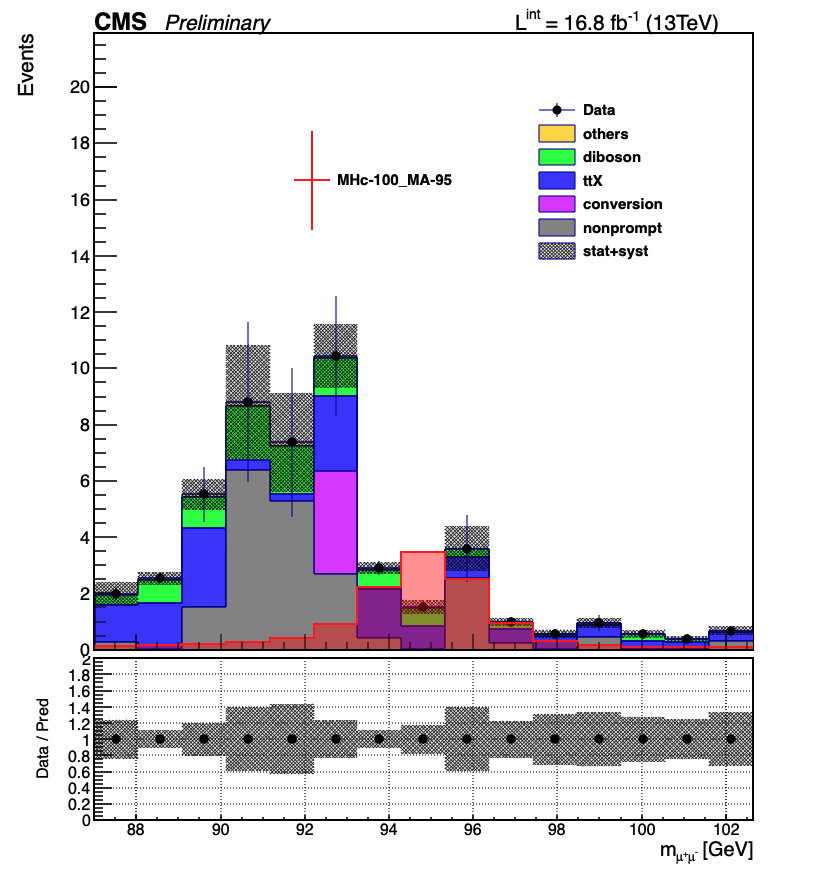 CMS Preliminary L^int = 16.8 fb^-1 (13TeV)
Events
20
18
16
14
12
10
8
6
4
2
0
Data
others
diboson
ttX
conversion
nonprompt
stat+syst
MHc-100_MA-95
Data / Pred
2
1.8
1.6
1.4
1.2
1
0.8
0.6
0.4
0.2
0
88 90 92 94 96 98 100 102
m_μ⁺μ⁻ [GeV]